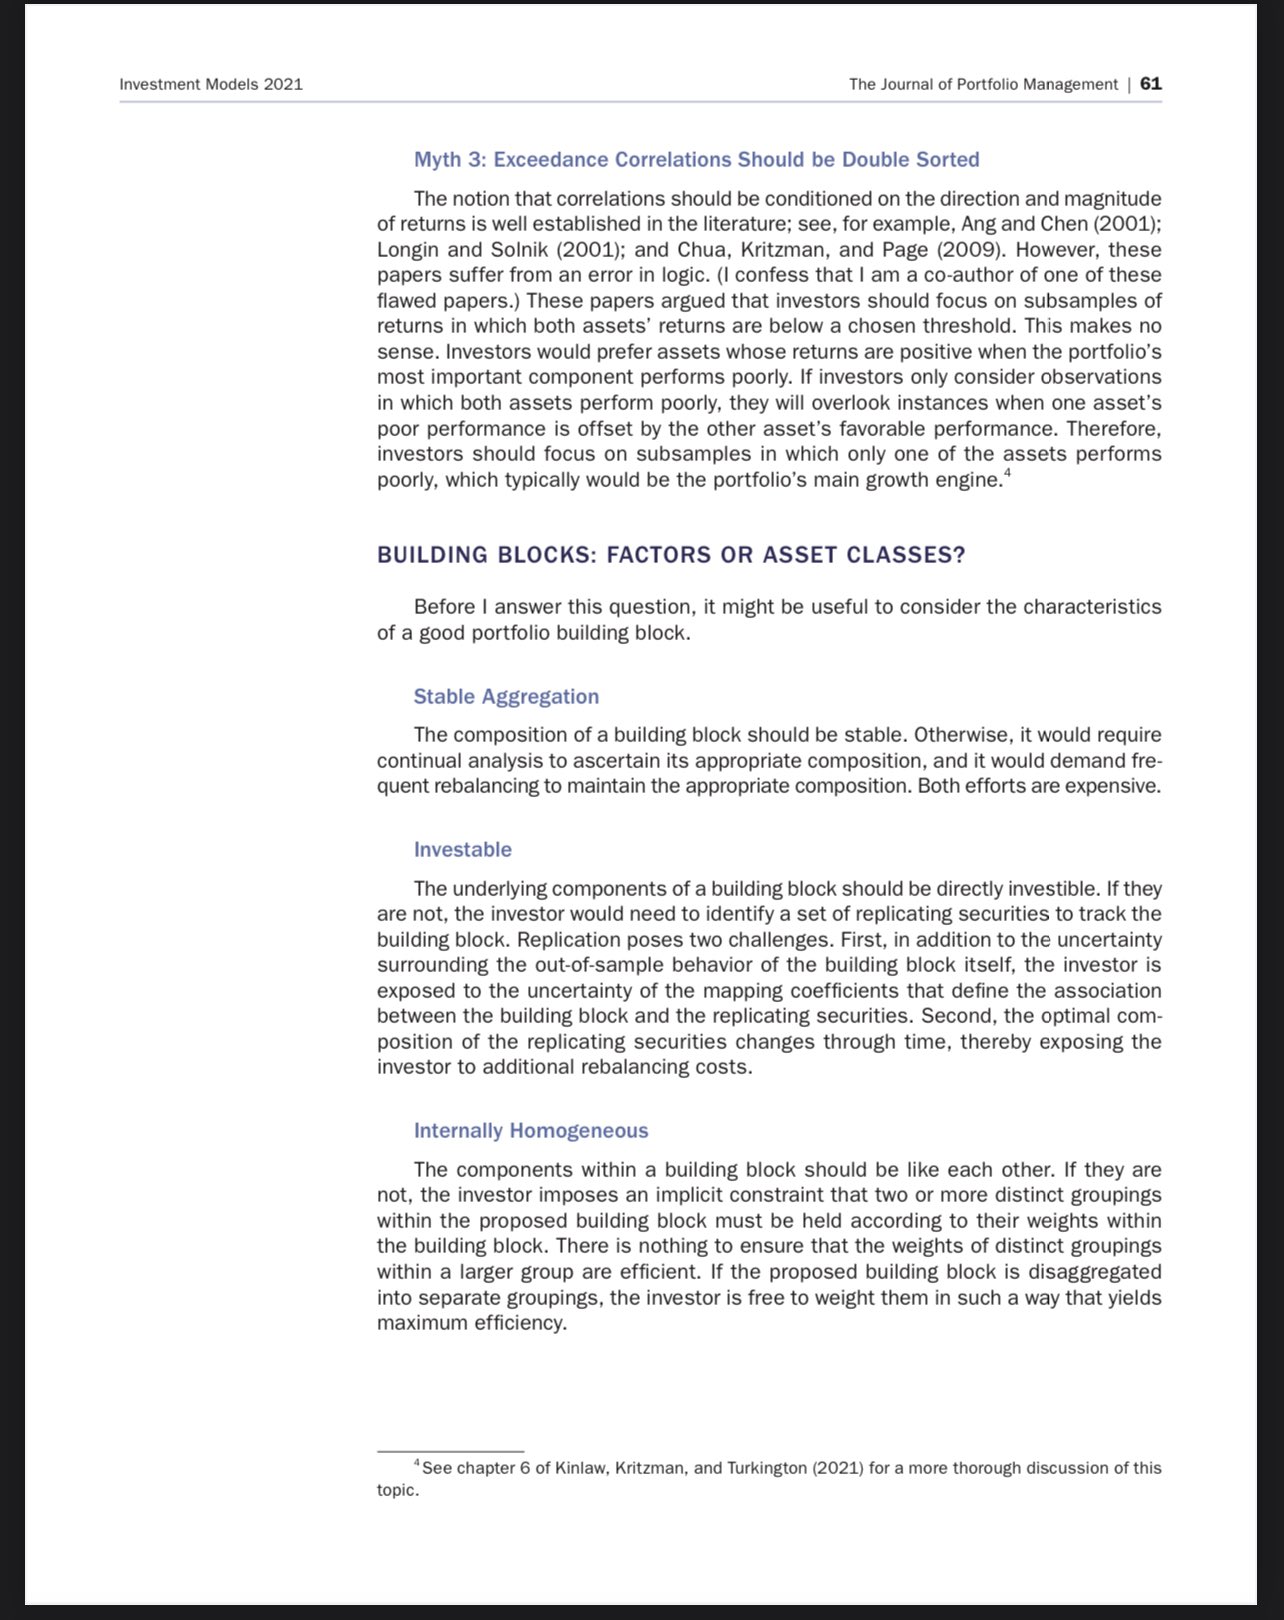 Investment Models 2021
The Journal of Portfolio Management | 61
Myth 3: Exceedance Correlations Should be Double Sorted
The notion that correlations should be conditioned on the direction and magnitude
of returns is well established in the literature; see, for example, Ang and Chen (2001);
Longin and Solnik (2001); and Chua, Kritzman, and Page (2009). However, these
papers suffer from an error in logic. (I confess that I am a co-author of one of these
flawed papers.) These papers argued that investors should focus on subsamples of
returns in which both assets’ returns are below a chosen threshold. This makes no
sense. Investors would prefer assets whose returns are positive when the portfolio’s
most important component performs poorly. If investors only consider observations
in which both assets perform poorly, they will overlook instances when one asset’s
poor performance is offset by the other asset’s favorable performance. Therefore,
investors should focus on subsamples in which only one of the assets performs
poorly, which typically would be the portfolio’s main growth engine.4
BUILDING BLOCKS: FACTORS OR ASSET CLASSES?
Before I answer this question, it might be useful to consider the characteristics
of a good portfolio building block.
Stable Aggregation
The composition of a building block should be stable. Otherwise, it would require
continual analysis to ascertain its appropriate composition, and it would demand fre-
quent rebalancing to maintain the appropriate composition. Both efforts are expensive.
Investable
The underlying components of a building block should be directly investible. If they
are not, the investor would need to identify a set of replicating securities to track the
building block. Replication poses two challenges. First, in addition to the uncertainty
surrounding the out-of-sample behavior of the building block itself, the investor is
exposed to the uncertainty of the mapping coefficients that define the association
between the building block and the replicating securities. Second, the optimal com-
position of the replicating securities changes through time, thereby exposing the
investor to additional rebalancing costs.
Internally Homogeneous
The components within a building block should be like each other. If they are
not, the investor imposes an implicit constraint that two or more distinct groupings
within the proposed building block must be held according to their weights within
the building block. There is nothing to ensure that the weights of distinct groupings
within a larger group are efficient. If the proposed building block is disaggregated
into separate groupings, the investor is free to weight them in such a way that yields
maximum efficiency.
4 See chapter 6 of Kinlaw, Kritzman, and Turkington (2021) for a more thorough discussion of this
topic.